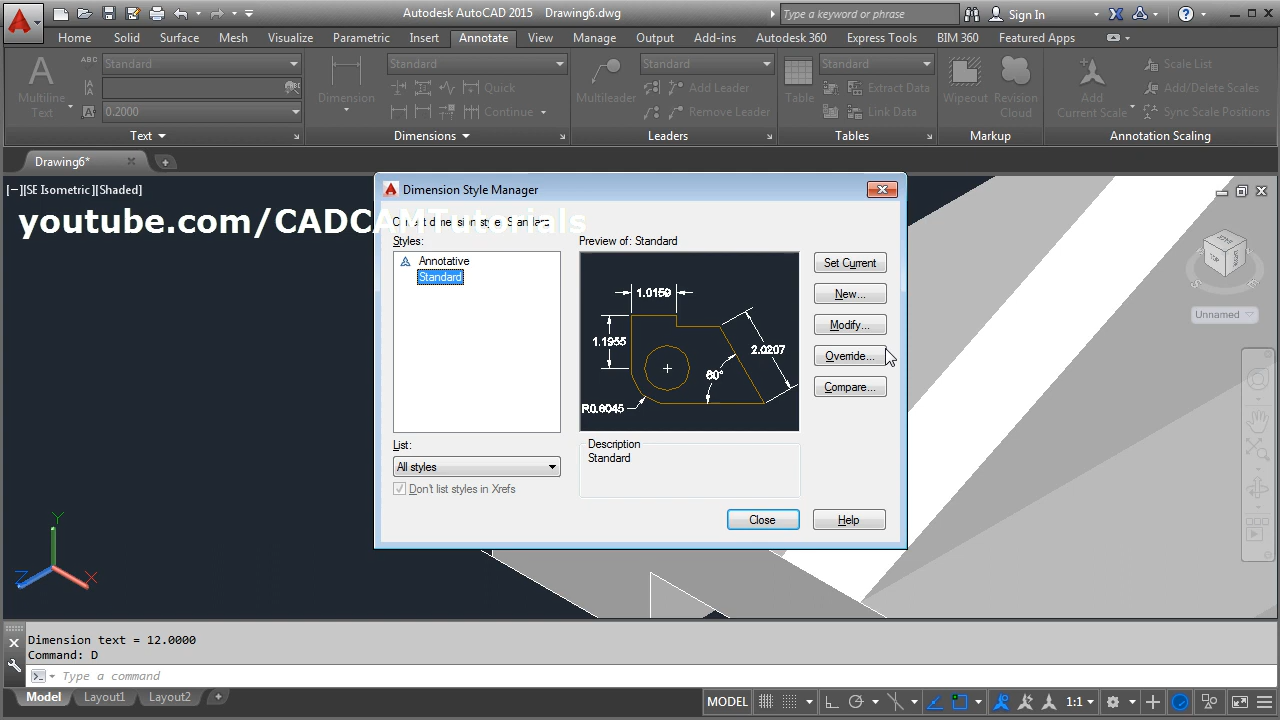 Autodesk AutoCAD 2015 Drawing6.dwg
Type a keyword or phrase
Sign In
Home Solid Surface Mesh Visualize Parametric Insert Annotate View Manage Output Add-ins Autodesk 360 Express Tools BIM 360 Featured Apps
A ABC Standard Standard Standard Standard Scale List
Quick Add Leader Extract Data Add/Delete Scales
Multiline Text 0.2000 Dimension Continue Multileader Remove Leader Table Link Data Wipeout Revision Cloud Add Current Scale Sync Scale Positions
Text Dimensions Leaders Tables Markup Annotation Scaling
Drawing6*
[−][SE Isometric][Shaded]
Dimension Style Manager
youtube.com/CADCAMTutorials
Current dimension style: Standard
Styles: Preview of: Standard
Annotative
Standard
Set Current
New...
Modify...
Override...
Compare...
1.0159
1.1955
2.0207
60°
R0.8045
List:
All styles
Don't list styles in Xrefs
Description
Standard
Close Help
TOP
Unnamed
Y
Z X
Dimension text = 12.0000
Command: D
Type a command
Model Layout1 Layout2
MODEL 1:1